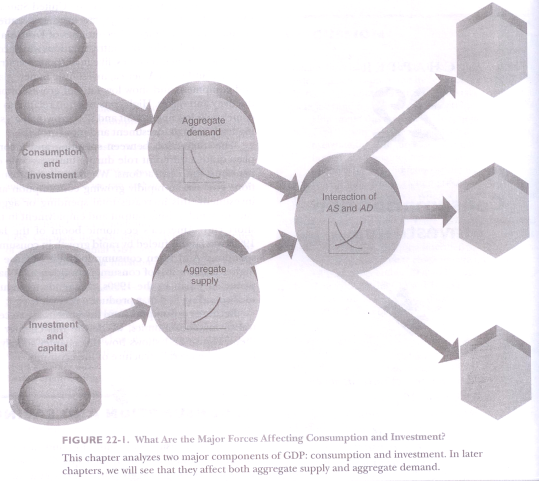 Consumption
and
investment
Aggregate
demand
Interaction of
AS and AD
Aggregate
supply
Investment
and
capital
FIGURE 22-1. What Are the Major Forces Affecting Consumption and Investment?
This chapter analyzes two major components of GDP: consumption and investment. In later
chapters, we will see that they affect both aggregate supply and aggregate demand.